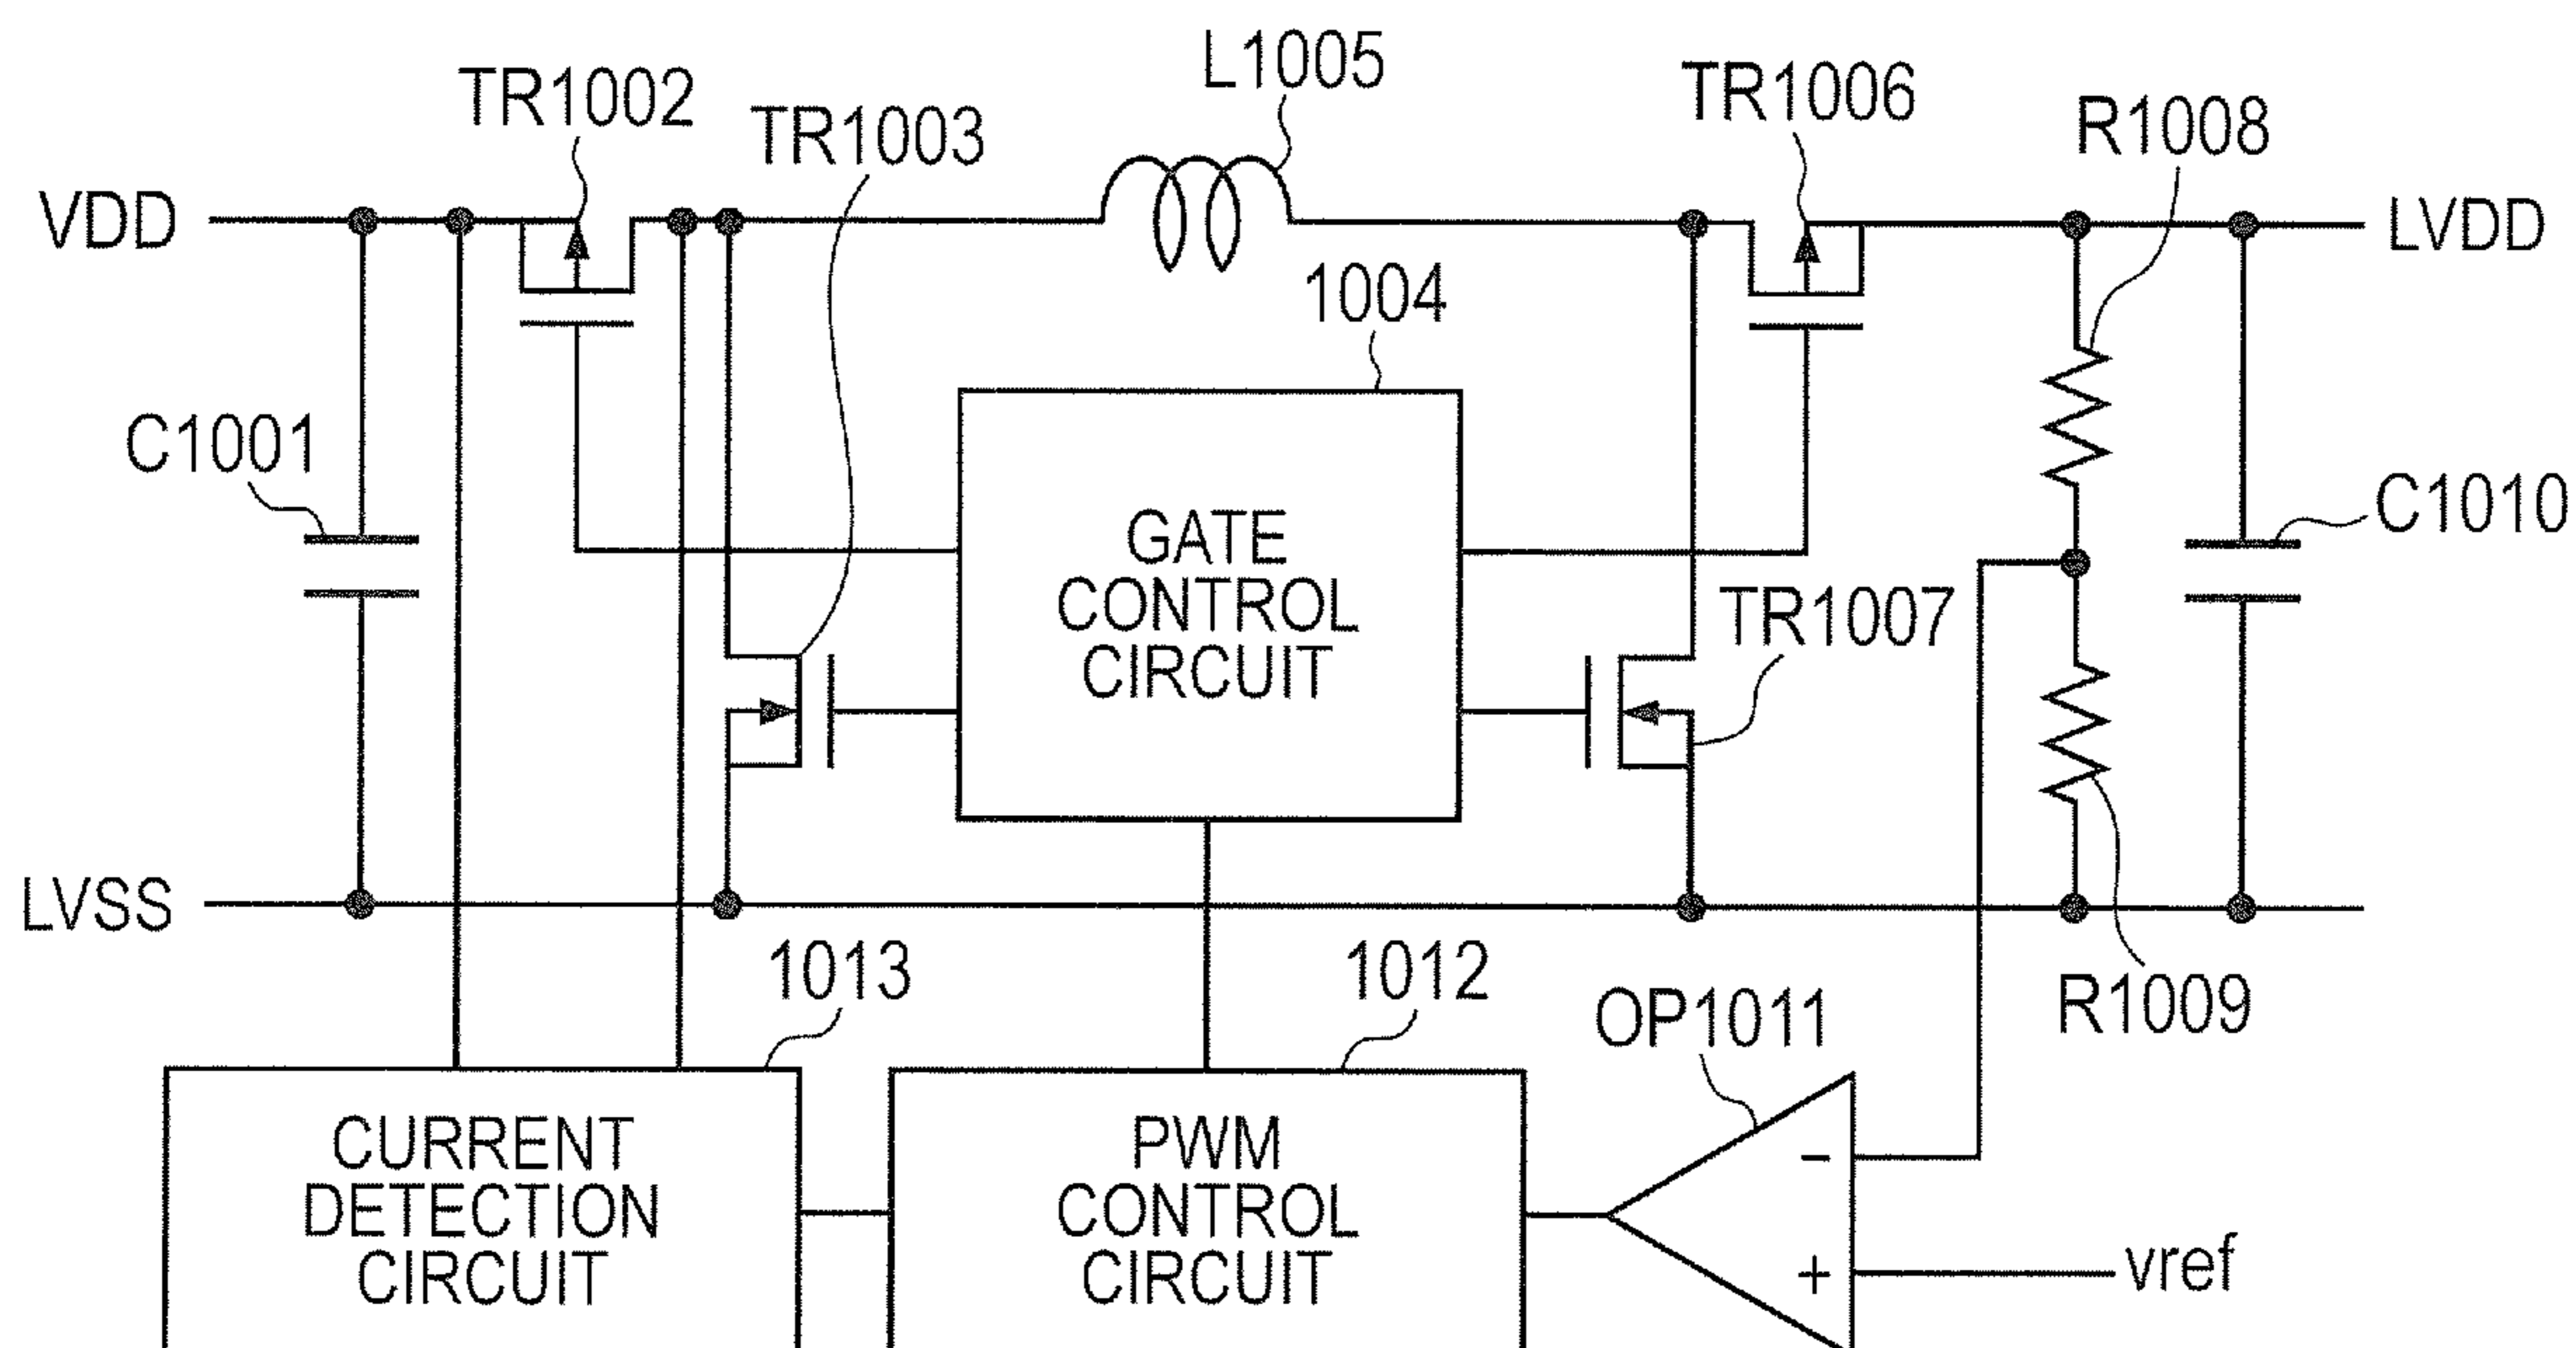 L1005
TR1002
TR1006
TR1003
R1008
VDD
LVDD
1004
C1001
C1010
GATE
CONTROL
CIRCUIT
TR1007
LVSS
1013
1012
OP1011
R1009
CURRENT
DETECTION
CIRCUIT
PWM
CONTROL
CIRCUIT
-
+
vref